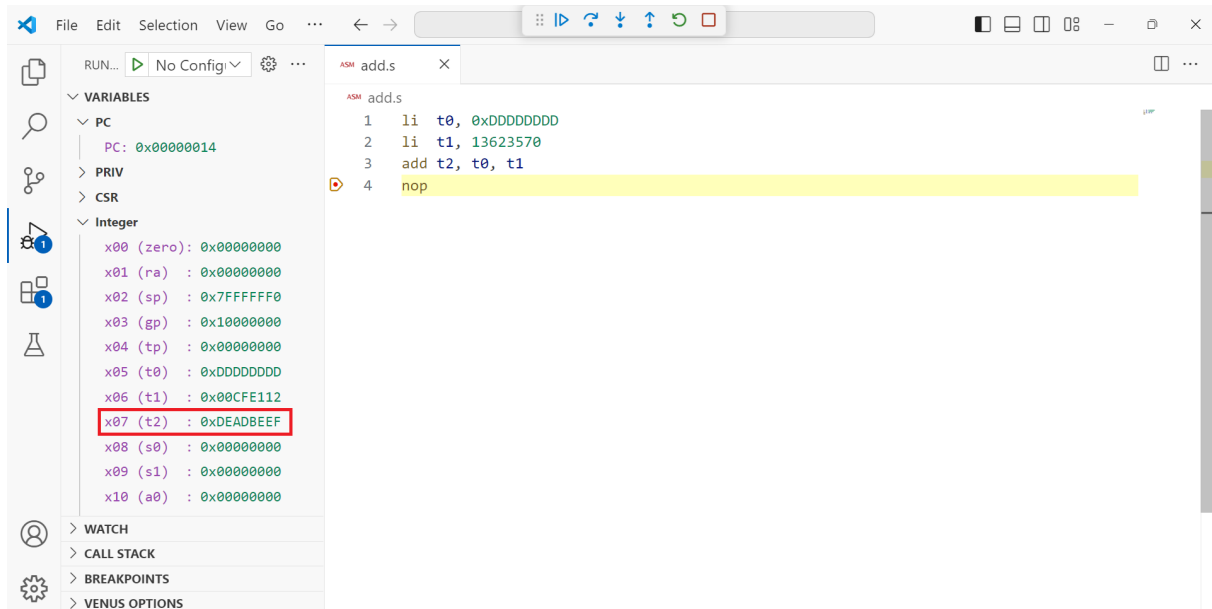 File Edit Selection View Go ···
RUN... No Configu
VARIABLES
PC
PC: 0x00000014
PRIV
CSR
Integer
x00 (zero): 0x00000000
x01 (ra) : 0x00000000
x02 (sp) : 0x7FFFFFF0
x03 (gp) : 0x10000000
x04 (tp) : 0x00000000
x05 (t0) : 0xDDDDDDDD
x06 (t1) : 0x00CFE112
x07 (t2) : 0xDEADBEEF
x08 (s0) : 0x00000000
x09 (s1) : 0x00000000
x10 (a0) : 0x00000000
WATCH
CALL STACK
BREAKPOINTS
VENUS OPTIONS
1
1
ASM add.s
ASM add.s
1 li t0, 0xDDDDDDDD
2 li t1, 13623570
3 add t2, t0, t1
4 nop